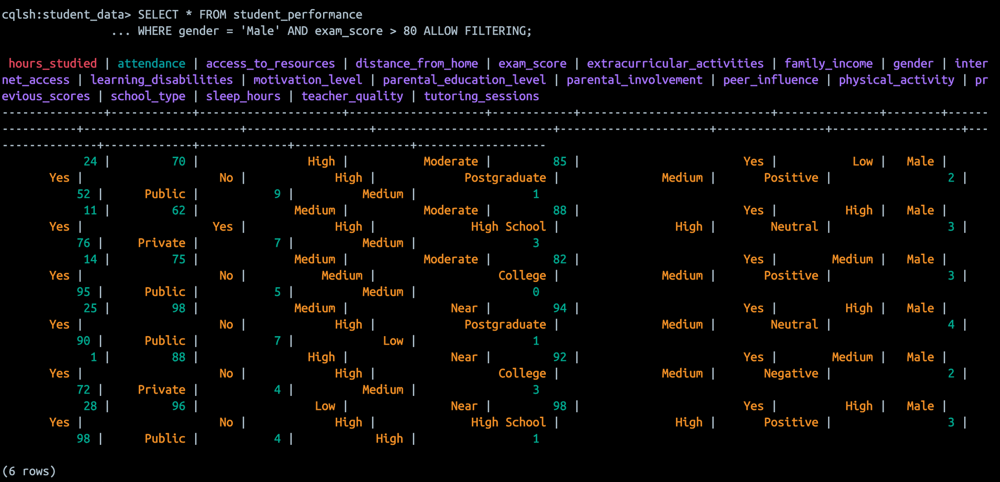 cqlsh:student_data> SELECT * FROM student_performance
... WHERE gender = 'Male' AND exam_score > 80 ALLOW FILTERING;
hours_studied | attendance | access_to_resources | distance_from_home | exam_score | extracurricular_activities | family_income | gender | inter
net_access | learning_disabilities | motivation_level | parental_education_level | parental_involvement | peer_influence | physical_activity | pr
evious_scores | school_type | sleep_hours | teacher_quality | tutoring_sessions
---------------+------------+---------------------+--------------------+------------+----------------------------+---------------+--------+------
-----------+-----------------------+------------------+--------------------------+----------------------+----------------+-------------------+---
--------------+-------------+-------------+-----------------+-------------------
24 | 70 | High | Moderate | 85 | Yes | Low | Male |
Yes | No | High | Postgraduate | Medium | Positive | 2 |
52 | Public | 9 | Medium | 1
11 | 62 | Medium | Moderate | 88 | Yes | High | Male |
Yes | Yes | High | High School | High | Neutral | 3 |
76 | Private | 7 | Medium | 3
14 | 75 | Medium | Moderate | 82 | Yes | Medium | Male |
Yes | No | Medium | College | Medium | Positive | 3 |
95 | Public | 5 | Medium | 0
25 | 98 | Medium | Near | 94 | Yes | High | Male |
Yes | No | High | Postgraduate | Medium | Neutral | 4 |
90 | Public | 7 | Low | 1
1 | 88 | High | Near | 92 | Yes | Medium | Male |
Yes | No | High | College | Medium | Negative | 2 |
72 | Private | 4 | Medium | 3
28 | 96 | Low | Near | 98 | Yes | High | Male |
Yes | No | High | High School | High | Positive | 3 |
98 | Public | 4 | High | 1
(6 rows)